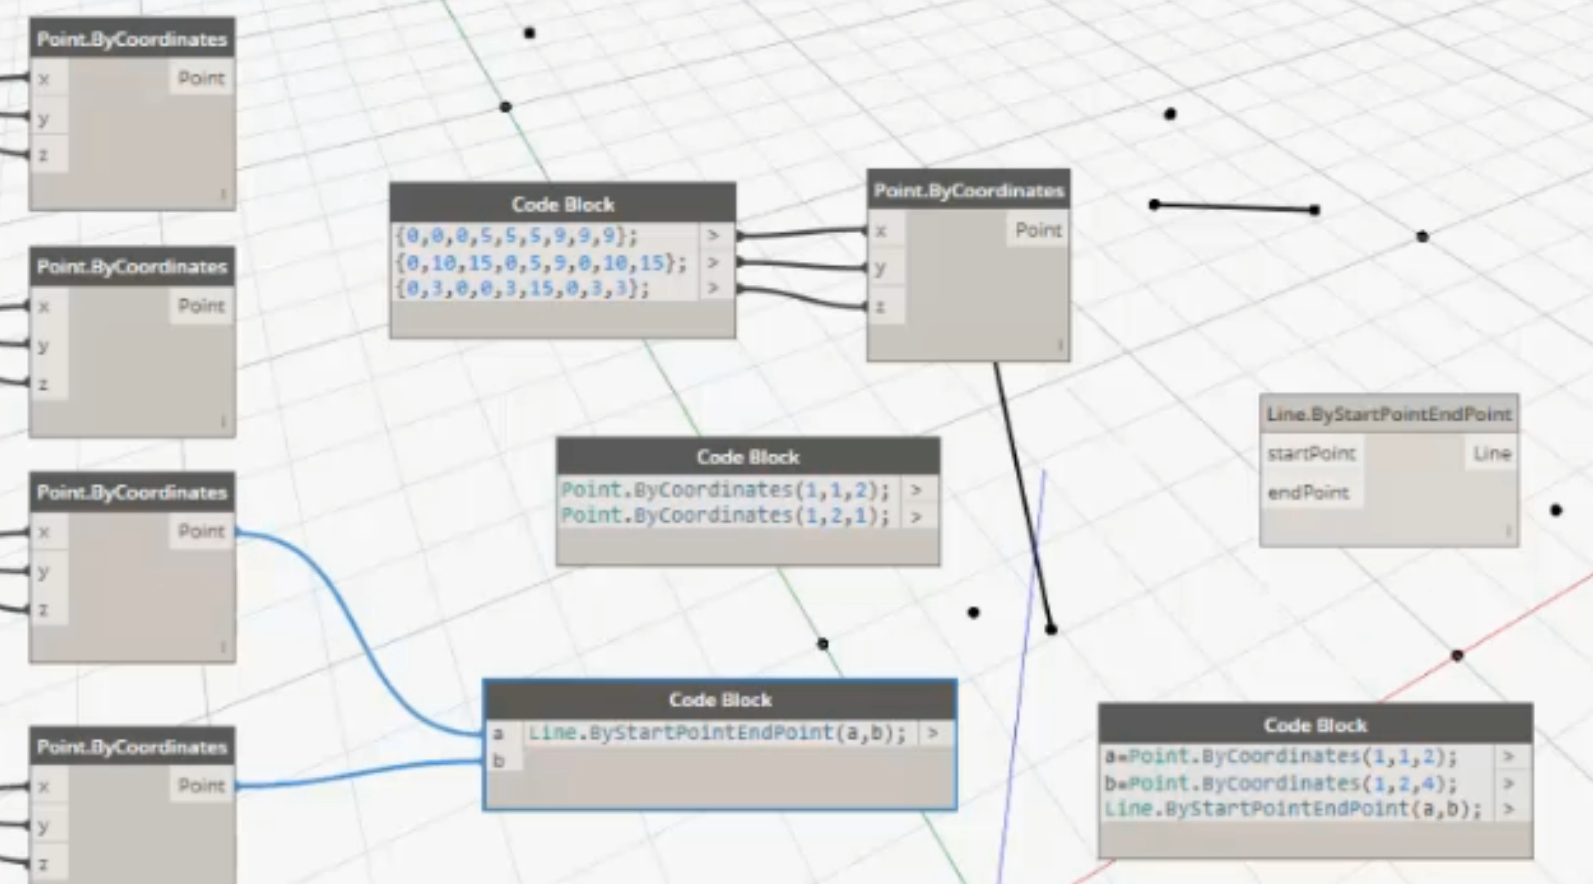 Point.ByCoordinates
x Point
y
z
Point.ByCoordinates
x Point
y
z
Point.ByCoordinates
x Point
y
z
Point.ByCoordinates
x Point
y
z
Code Block
{0,0,0,5,5,5,9,9,9}; >
{0,10,15,0,5,9,0,10,15}; >
{0,3,0,0,3,15,0,3,3}; >
Point.ByCoordinates
x Point
y
z
Code Block
Point.ByCoordinates(1,1,2); >
Point.ByCoordinates(1,2,1); >
Line.ByStartPointEndPoint
startPoint Line
endPoint
Code Block
a Line.ByStartPointEndPoint(a,b); >
b
Code Block
a=Point.ByCoordinates(1,1,2); >
b=Point.ByCoordinates(1,2,4); >
Line.ByStartPointEndPoint(a,b); >